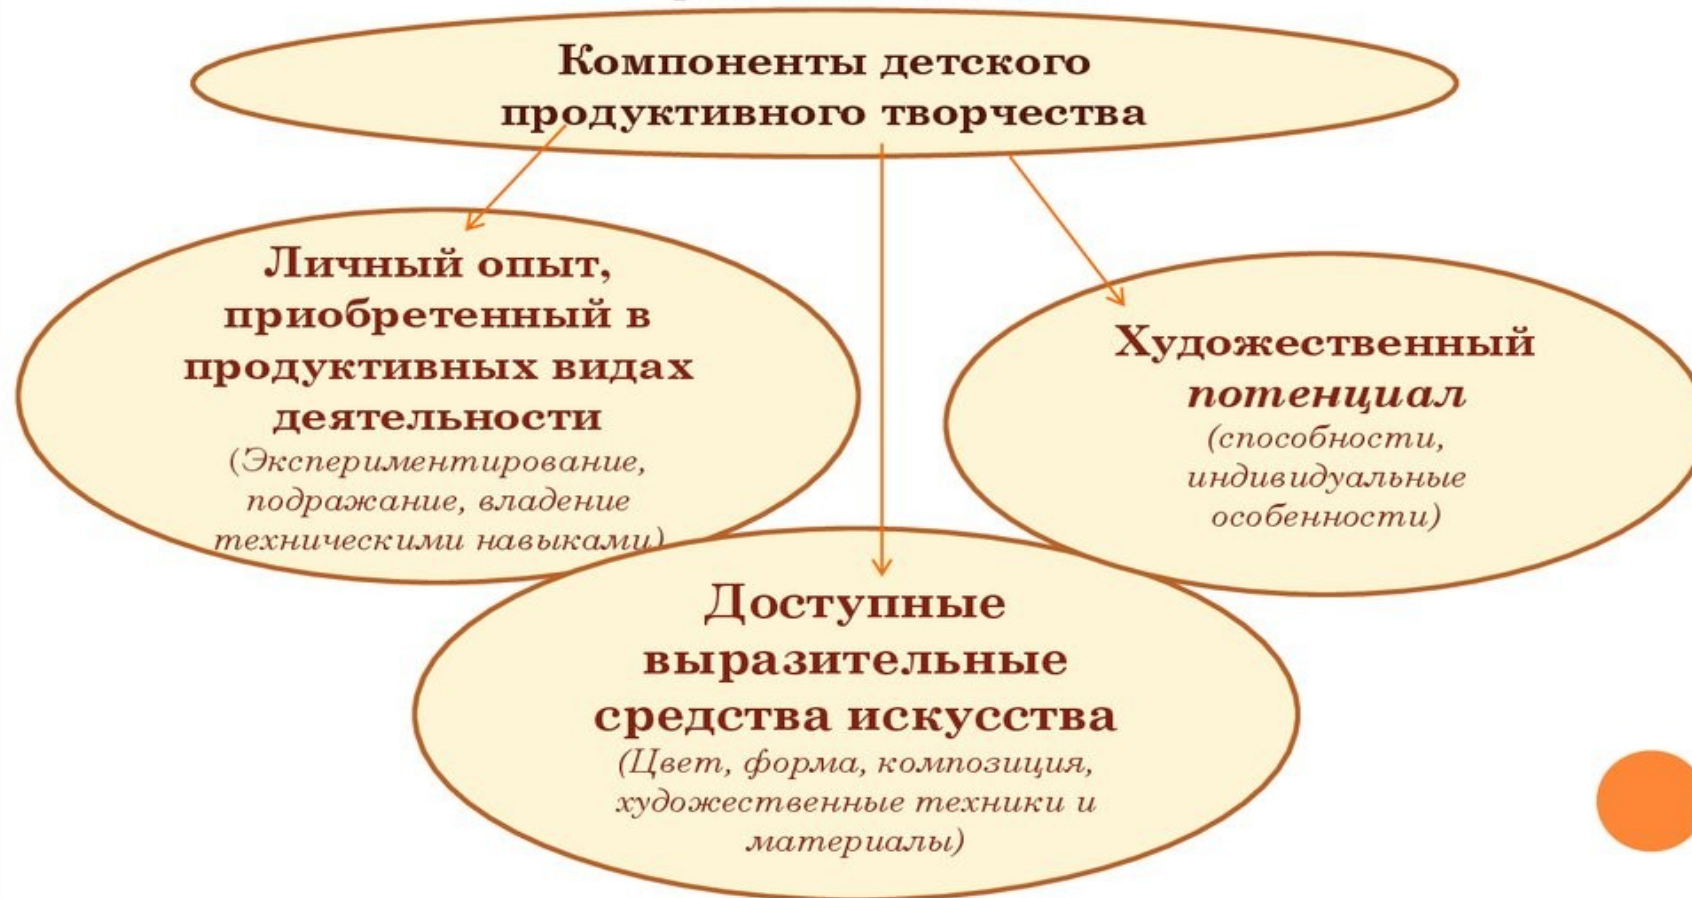 Компоненты детского
продуктивного творчества
Личный опыт,
приобретенный в
продуктивных видах
деятельности
(Экспериментирование,
подражание, владение
техническими навыками)
Художественный
потенциал
(способности,
индивидуальные
особенности)
Доступные
выразительные
средства искусства
(Цвет, форма, композиция,
художественные техники и
материалы)